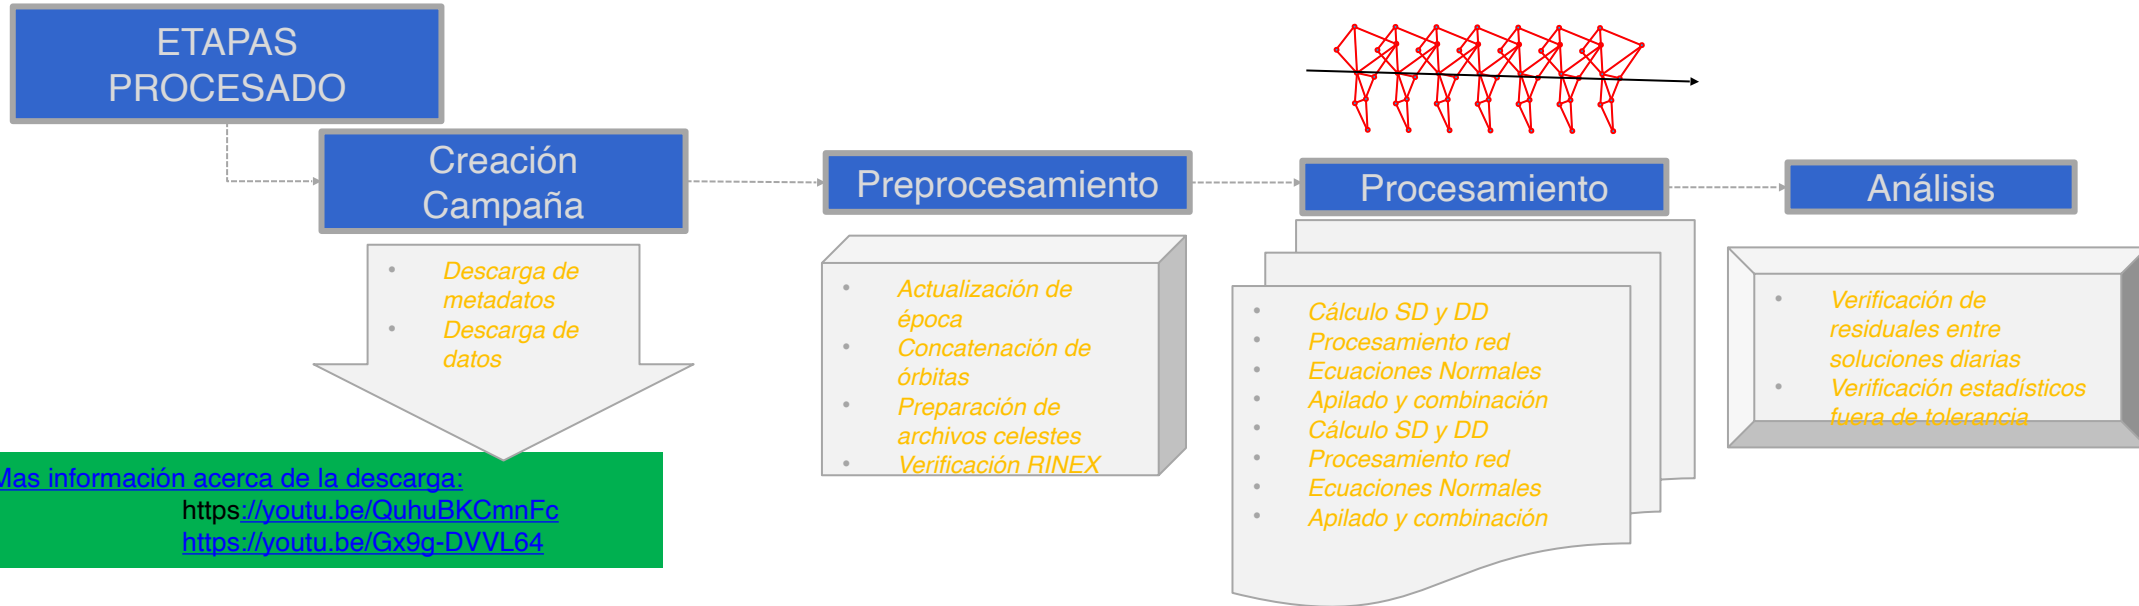 ETAPAS
PROCESADO
Creación
Campaña
Preprocesamiento
Procesamiento
Análisis
• Descarga de
metadatos
• Descarga de
datos
• Actualización de
época
• Concatenación de
órbitas
• Preparación de
archivos celestes
• Verificación RINEX
• Cálculo SD y DD
• Procesamiento red
• Ecuaciones Normales
• Apilado y combinación
• Cálculo SD y DD
• Procesamiento red
• Ecuaciones Normales
• Apilado y combinación
• Verificación de
residuales entre
soluciones diarias
• Verificación estadísticos
fuera de tolerancia
Mas información acerca de la descarga:
https://youtu.be/QuhuBKCmnFc
https://youtu.be/Gx9g-DVVL64